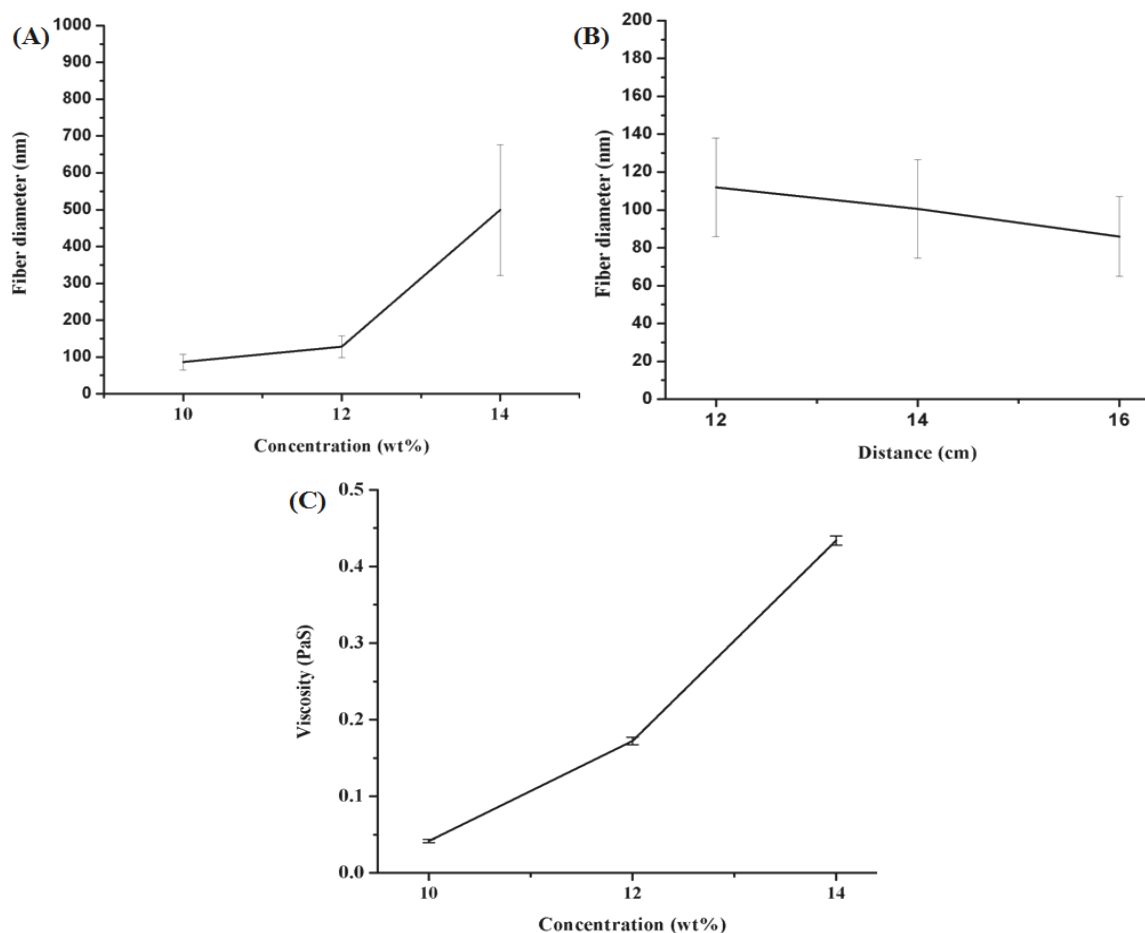 (A)
Fiber diameter (nm)
1000
900
800
700
600
500
400
300
200
100
0
10 12 14
Concentration (wt%)
(B)
Fiber diameter (nm)
200
180
160
140
120
100
80
60
40
20
0
12 14 16
Distance (cm)
(C)
Viscosity (PaS)
0.5
0.4
0.3
0.2
0.1
0.0
10 12 14
Concentration (wt%)